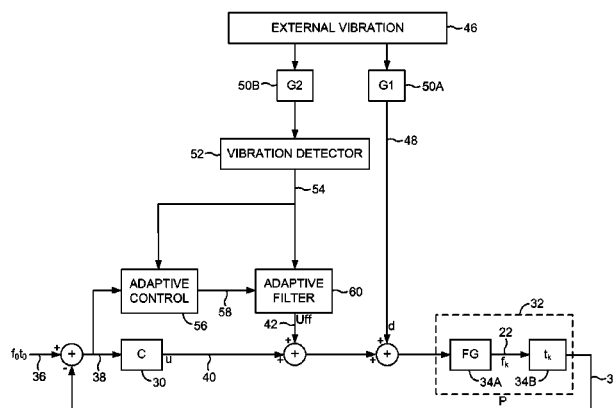 EXTERNAL VIBRATION
46
50B
G2
G1
50A
48
52
VIBRATION DETECTOR
54
ADAPTIVE CONTROL
56
58
ADAPTIVE FILTER
60
42
Uff
d
32
f₀t₀
36
+
+
-
38
C
30
u
40
+
+
+
+
+
+
FG
34A
22
fₖ
tₖ
34B
P